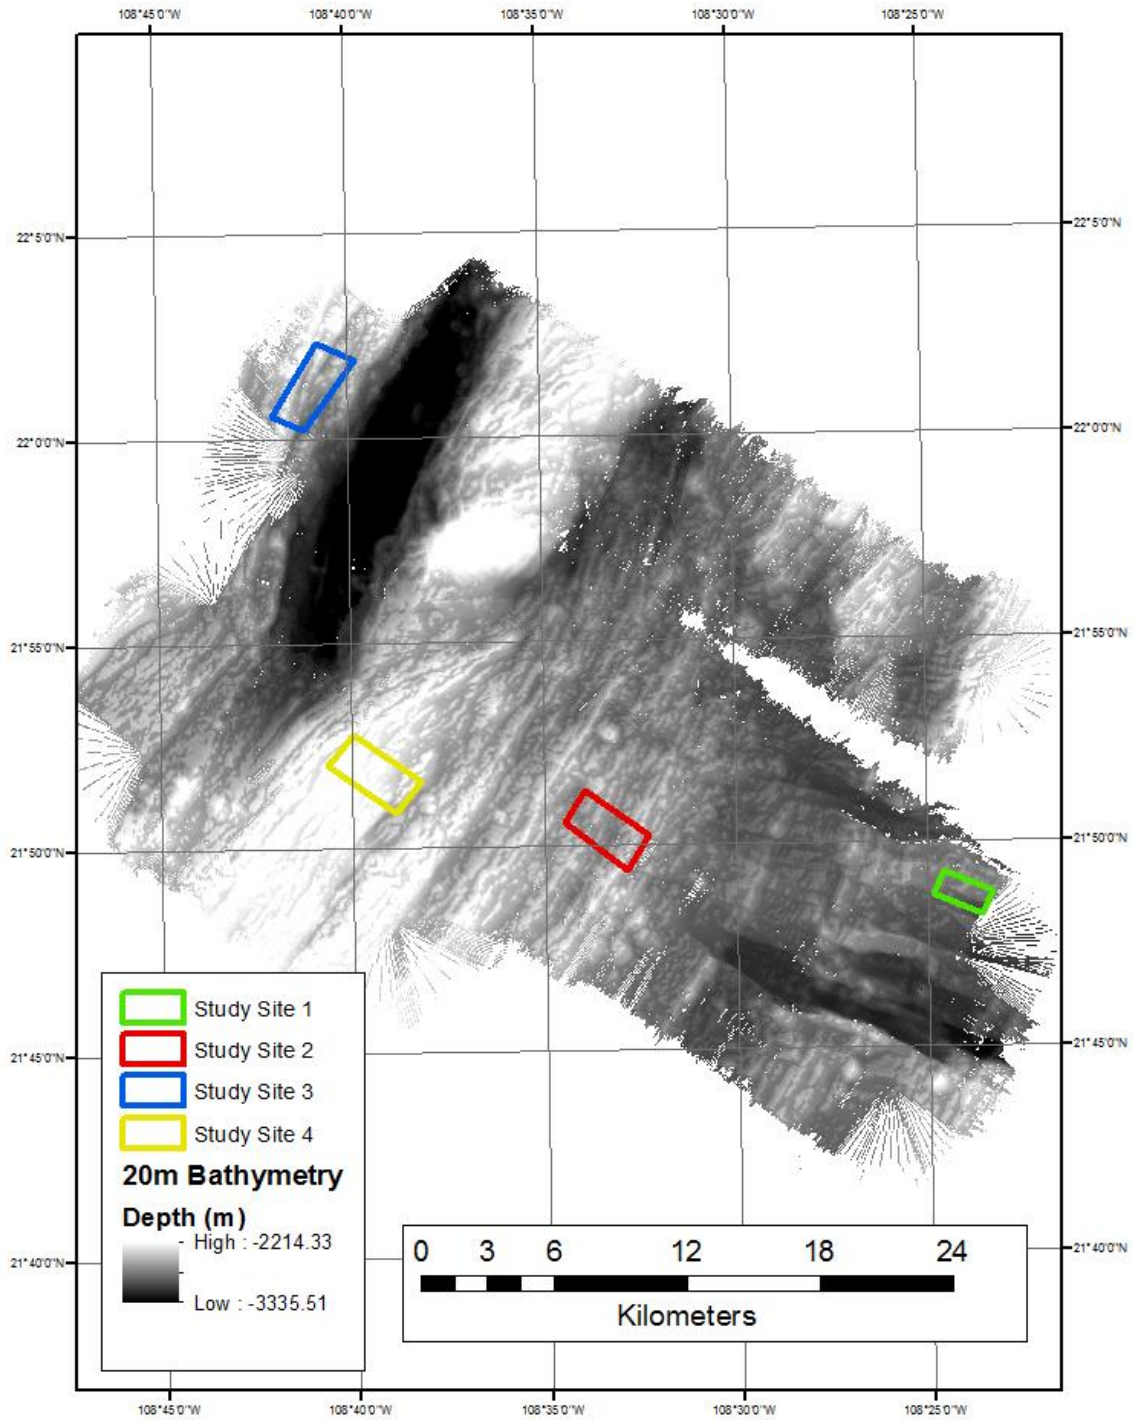 108°45'0"W 108°40'0"W 108°35'0"W 108°30'0"W 108°25'0"W
22°5'0"N 22°5'0"N
22°0'0"N 22°0'0"N
21°55'0"N 21°55'0"N
21°50'0"N 21°50'0"N
21°45'0"N 21°45'0"N
21°40'0"N 21°40'0"N
Study Site 1
Study Site 2
Study Site 3
Study Site 4
20m Bathymetry
Depth (m)
High : -2214.33
Low : -3335.51
0 3 6 12 18 24
Kilometers
108°45'0"W 108°40'0"W 108°35'0"W 108°30'0"W 108°25'0"W